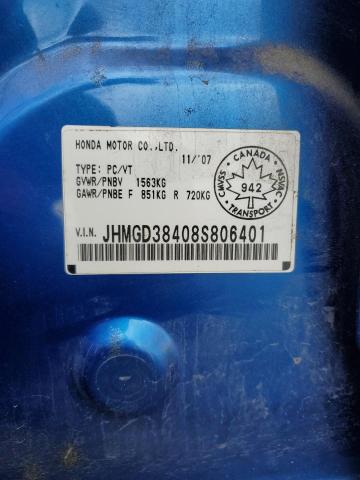 HONDA MOTOR CO.,LTD.
11/'07
TYPE: PC/VT
GVWR/PNBV 1563KG
GAWR/PNBE F 851KG R 720KG
CANADA
CMVSS
942
NSVAC
TRANSPORT
V.I.N. JHMGD38408S806401